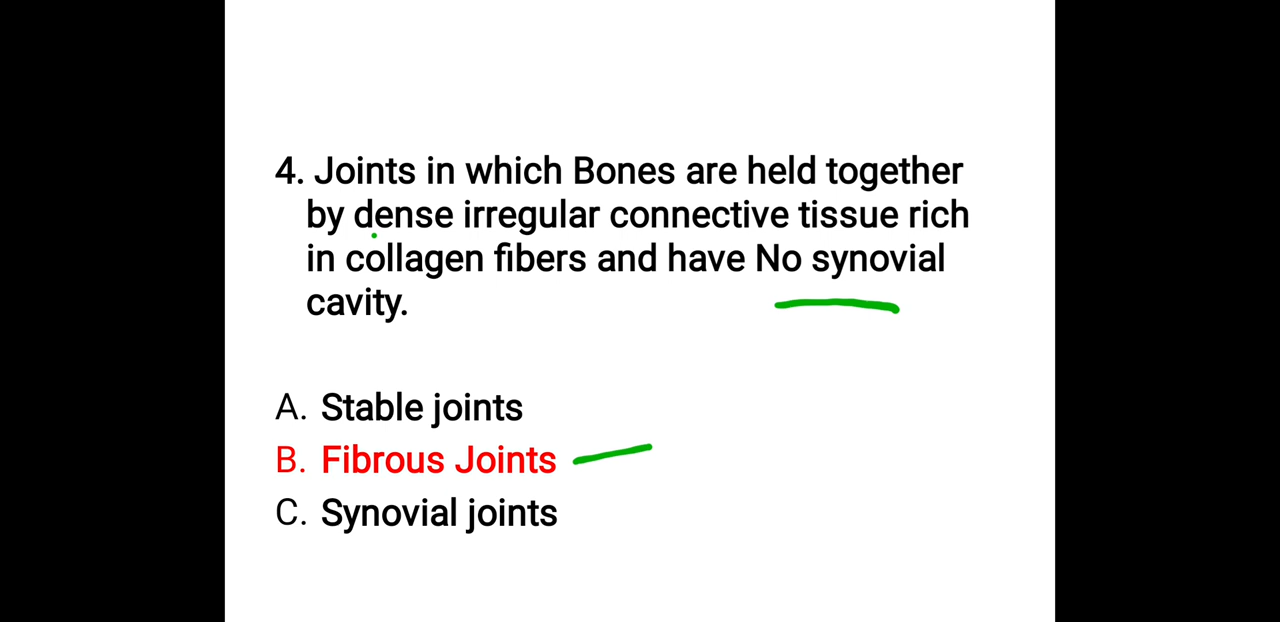 4. Joints in which Bones are held together
by dense irregular connective tissue rich
in collagen fibers and have No synovial
cavity.
A. Stable joints
B. Fibrous Joints
C. Synovial joints